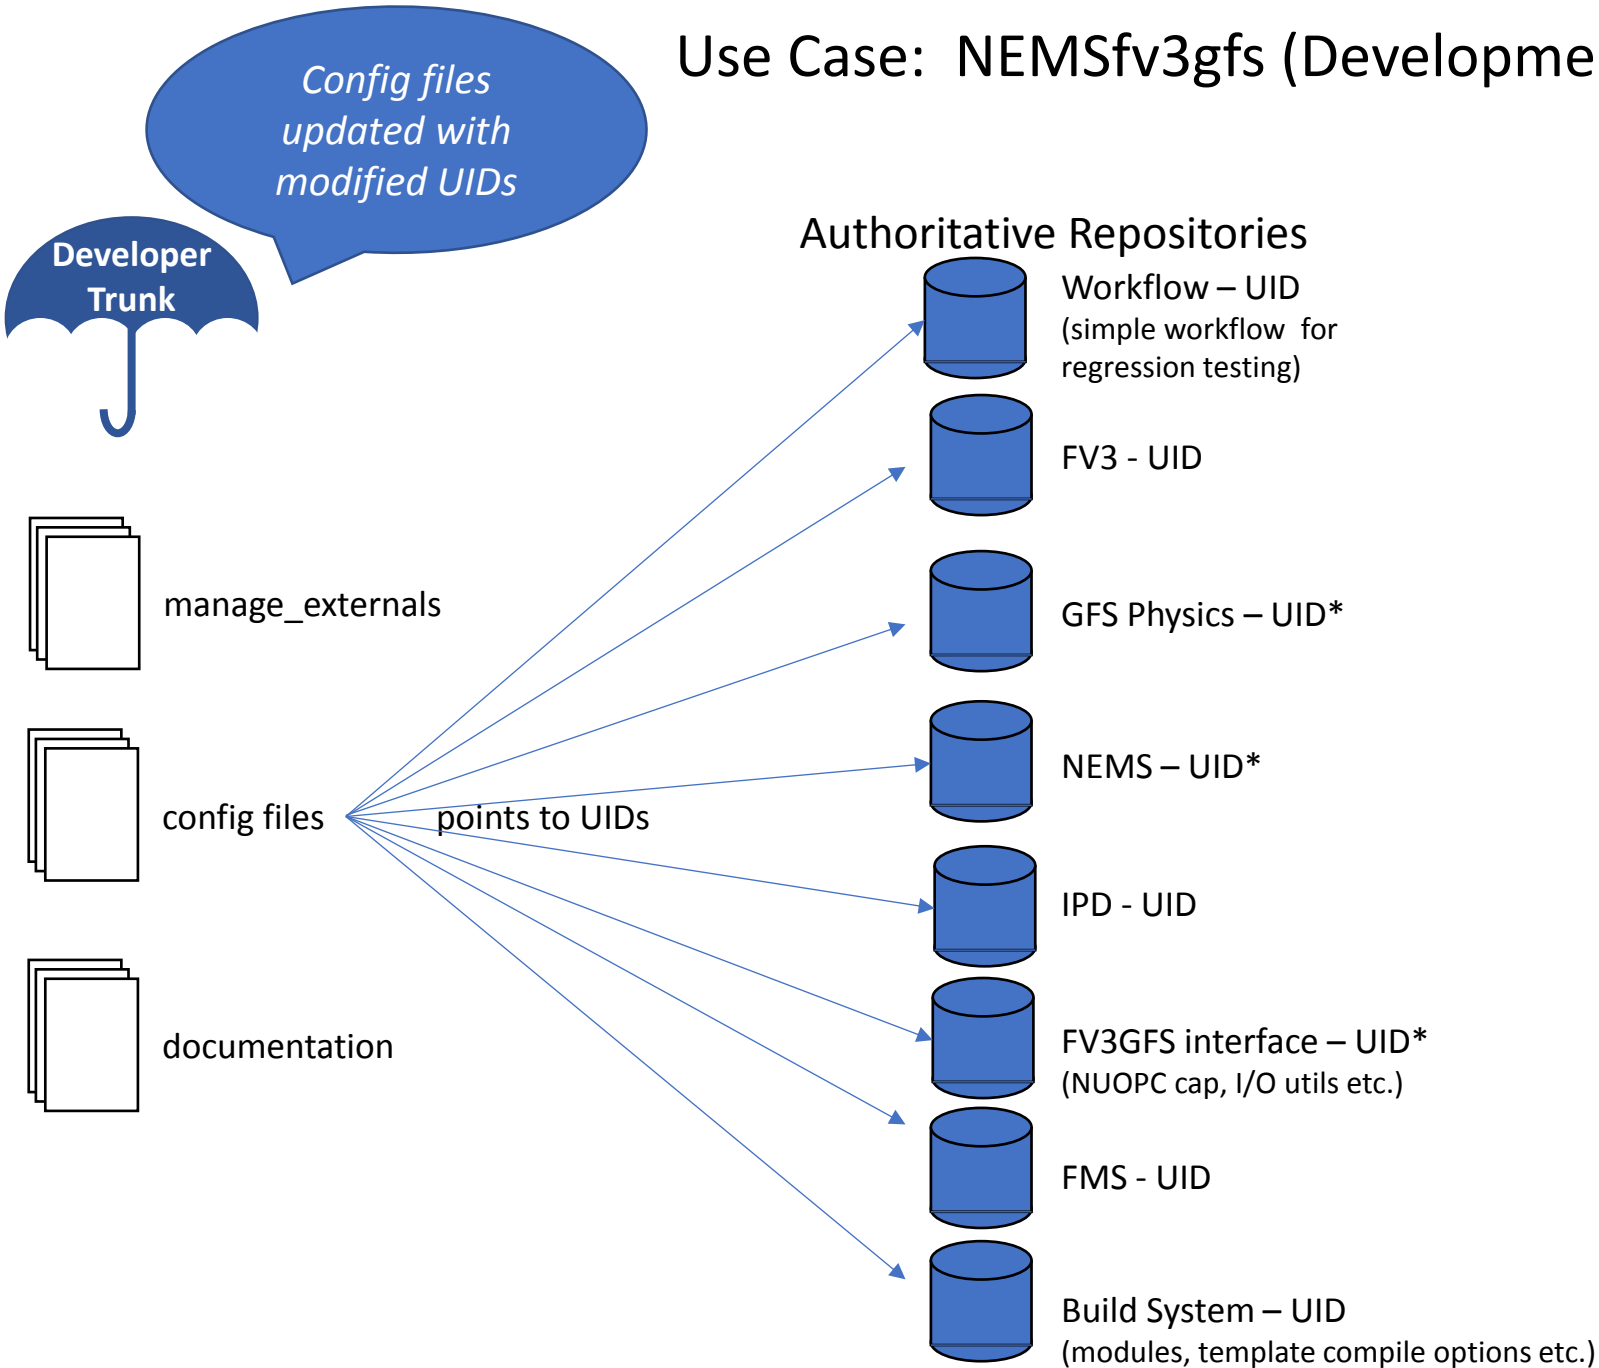 Use Case:  NEMSfv3gfs (Developme
Config files
updated with
modified UIDs
Developer
Trunk
manage_externals
config files
points to UIDs
documentation
Authoritative Repositories
Workflow – UID
(simple workflow  for
regression testing)
FV3 - UID
GFS Physics – UID*
NEMS – UID*
IPD - UID
FV3GFS interface – UID*
(NUOPC cap, I/O utils etc.)
FMS - UID
Build System – UID
(modules, template compile options etc.)